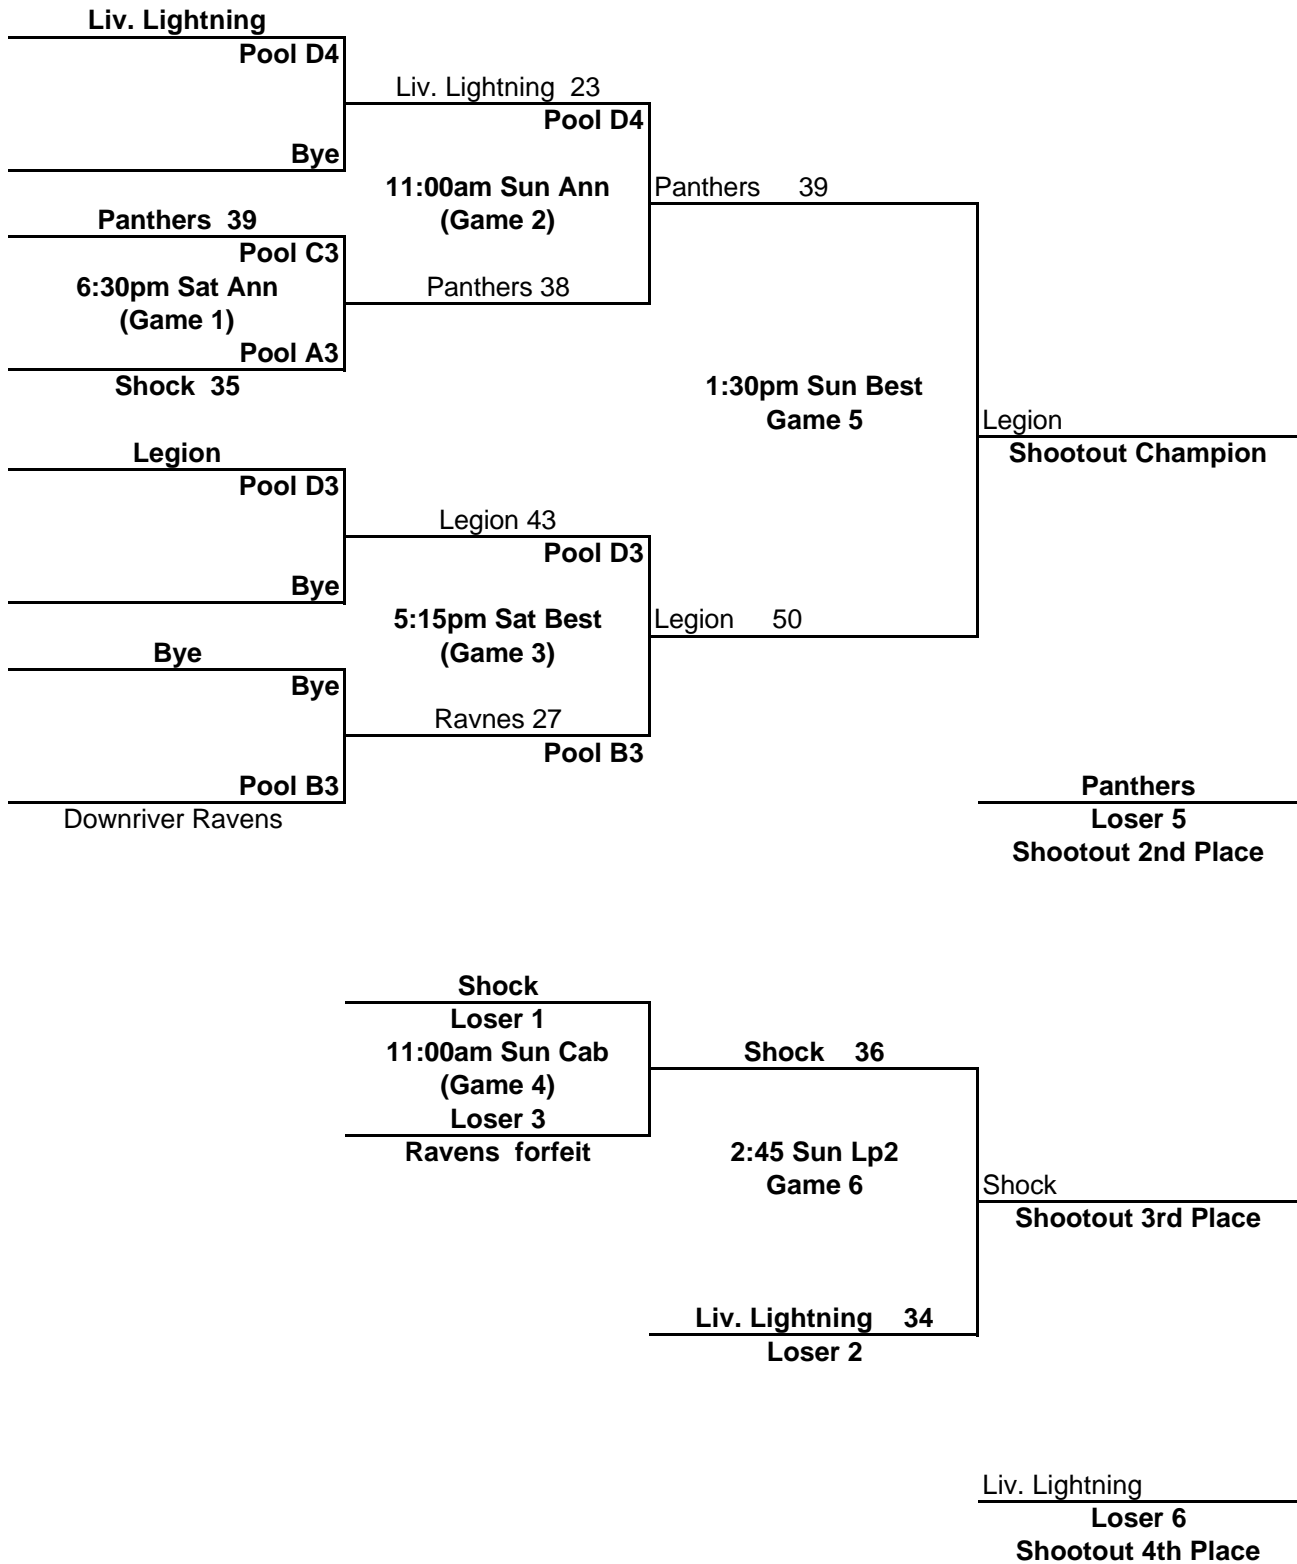 Liv. Lightning
Pool D4
Liv. Lightning 23
Pool D4
Bye
11:00am Sun Ann
(Game 2)
Panthers 39
Panthers 39
Pool C3
6:30pm Sat Ann
(Game 1)
Panthers 38
Pool A3
Shock 35
1:30pm Sun Best
Game 5
Legion
Shootout Champion
Legion
Pool D3
Legion 43
Pool D3
Bye
5:15pm Sat Best
(Game 3)
Legion 50
Bye
Bye
Ravnes 27
Pool B3
Pool B3
Downriver Ravens
Panthers
Loser 5
Shootout 2nd Place
Shock
Loser 1
11:00am Sun Cab
(Game 4)
Loser 3
Ravens forfeit
Shock 36
2:45 Sun Lp2
Game 6
Shock
Shootout 3rd Place
Liv. Lightning 34
Loser 2
Liv. Lightning
Loser 6
Shootout 4th Place